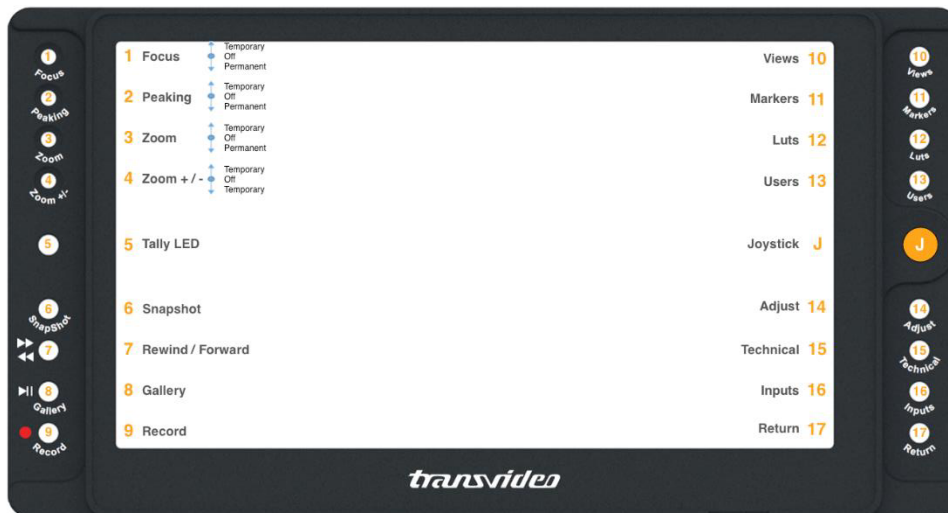 1 Focus
Temporary
Off
Permanent
2 Peaking
Temporary
Off
Permanent
3 Zoom
Temporary
Off
Permanent
4 Zoom + / -
Temporary
Off
Temporary
5 Tally LED
6 Snapshot
7 Rewind / Forward
8 Gallery
9 Record
Views 10
Markers 11
Luts 12
Users 13
Joystick J
Adjust 14
Technical 15
Inputs 16
Return 17
1
Focus
2
Peaking
3
Zoom
4
Zoom +/-
5
6
SnapShot
7
8
Gallery
9
Record
10
Views
11
Markers
12
Luts
13
Users
J
14
Adjust
15
Technical
16
Inputs
17
Return
transvideo